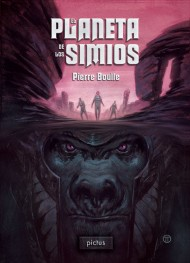 EL
PLANETA
DE LOS
SIMIOS
Pierre Boulle
pictus